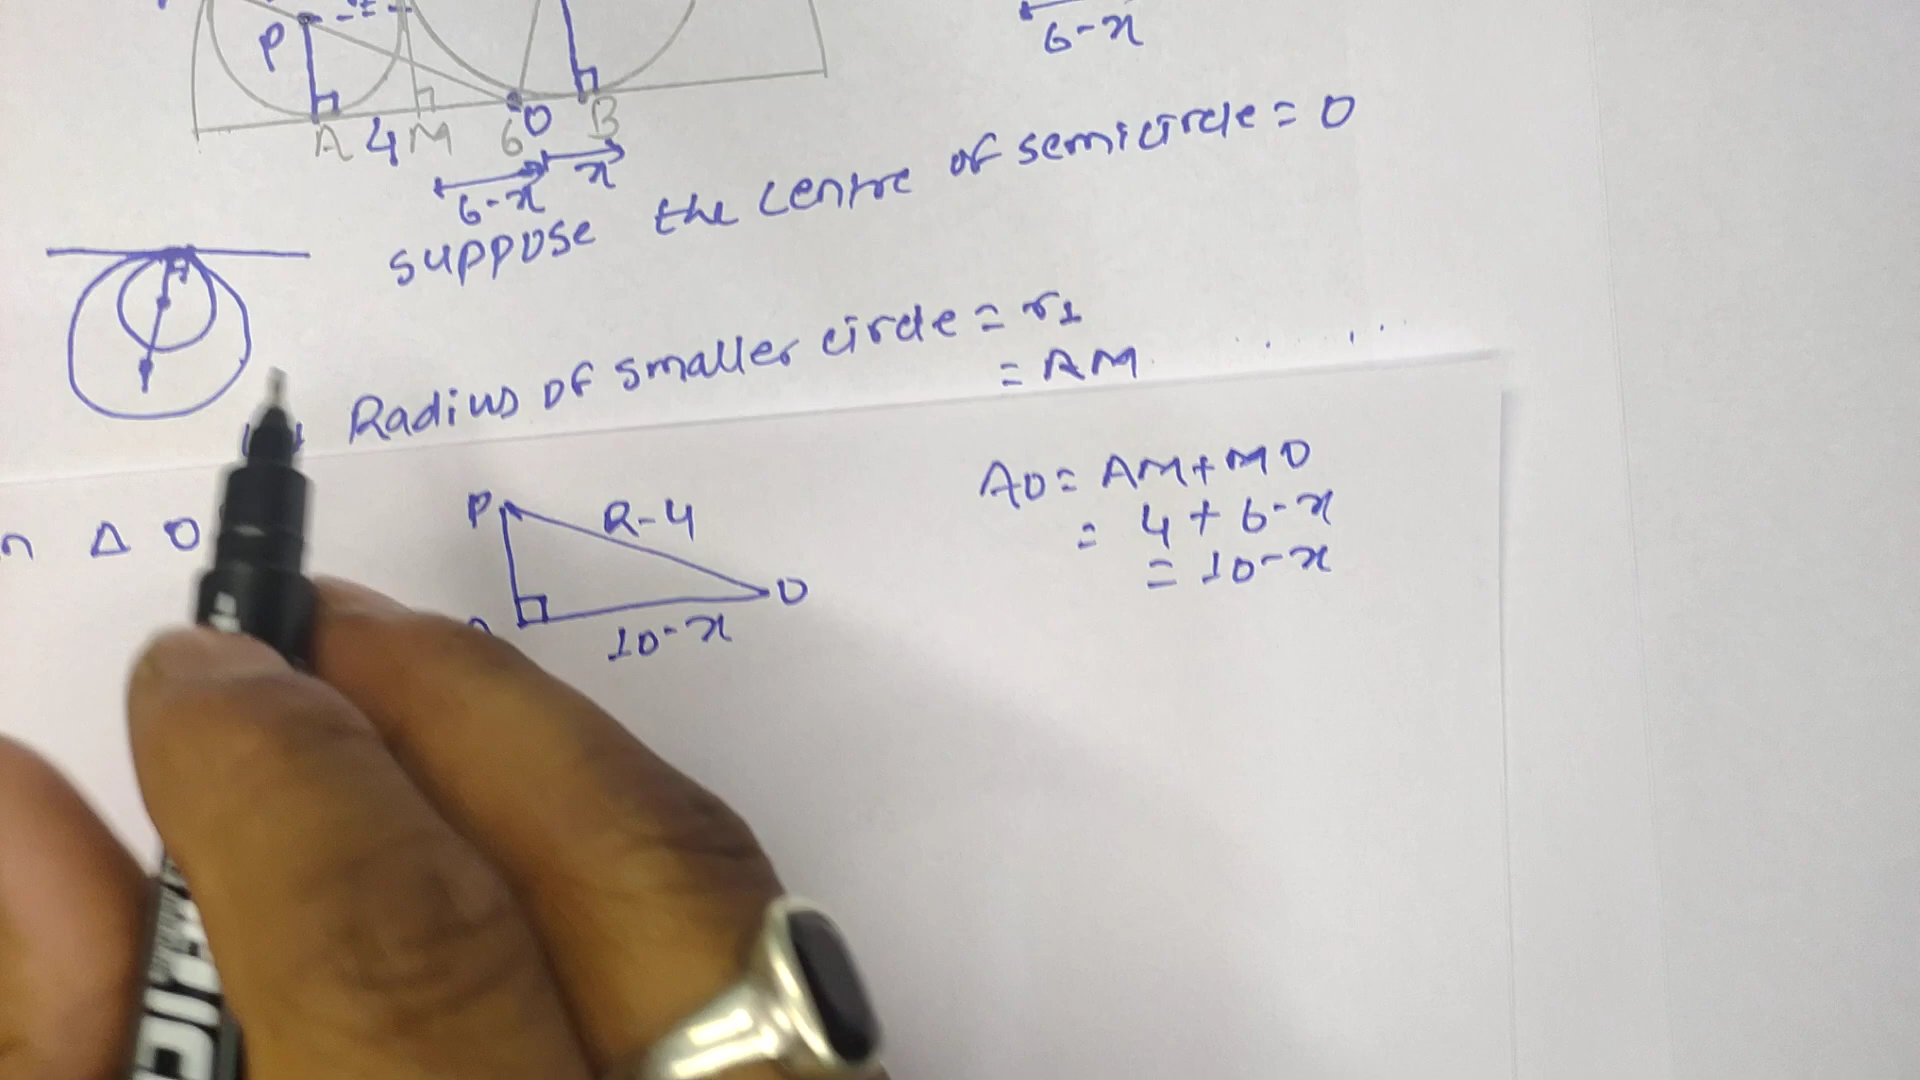 P
6-x
A 4 M 6 O B
6-x x
suppose the centre of semicircle = O
Radius of smaller circle = r1
= AM
n Δ O
P R-4 O
10-x
AO = AM + MO
= 4 + 6-x
= 10-x